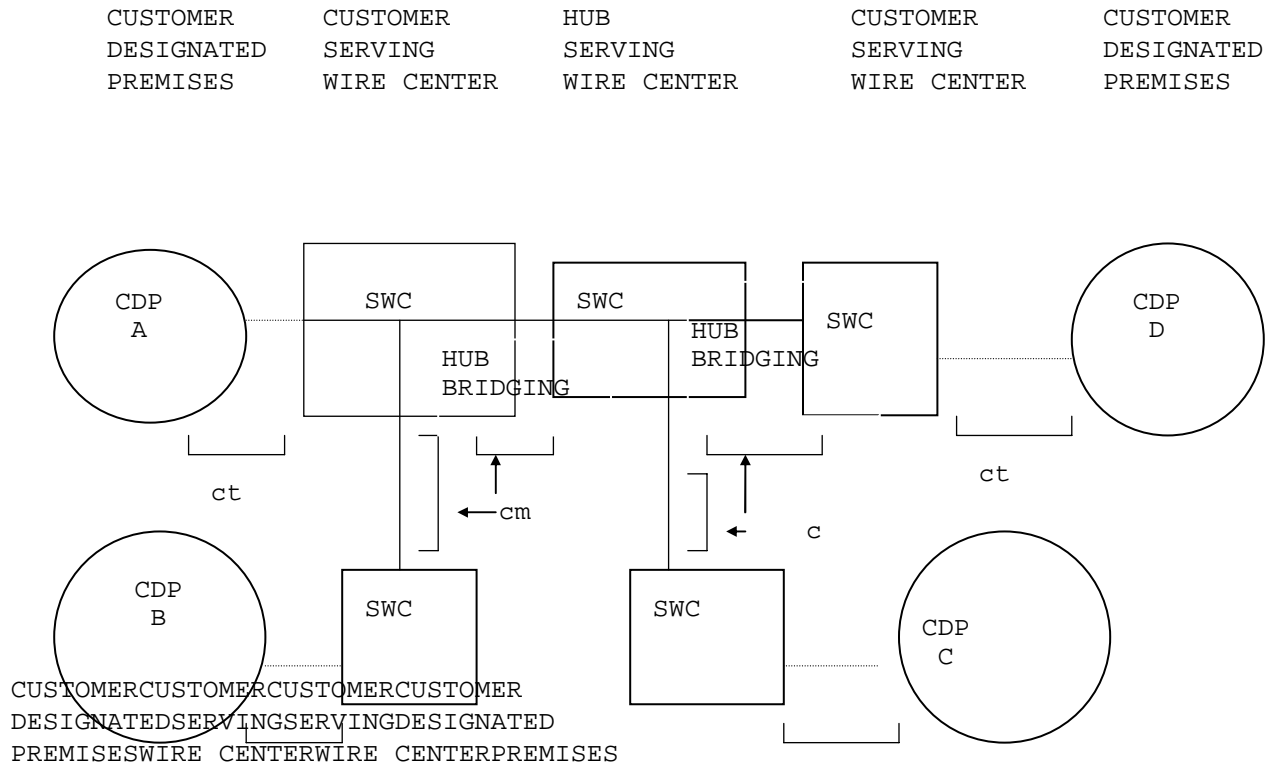 CUSTOMER CUSTOMER HUB CUSTOMER CUSTOMER
DESIGNATED SERVING SERVING SERVING DESIGNATED
PREMISES WIRE CENTER WIRE CENTER WIRE CENTER PREMISES
CDP
A
SWC
HUB
BRIDGING
SWC
HUB
BRIDGING
SWC
CDP
D
ct
cm
c
ct
CDP
B
SWC
SWC
CDP
C
CUSTOMERCUSTOMERCUSTOMERCUSTOMER
DESIGNATEDSERVINGSERVINGDESIGNATED
PREMISESWIRE CENTERWIRE CENTERPREMISES